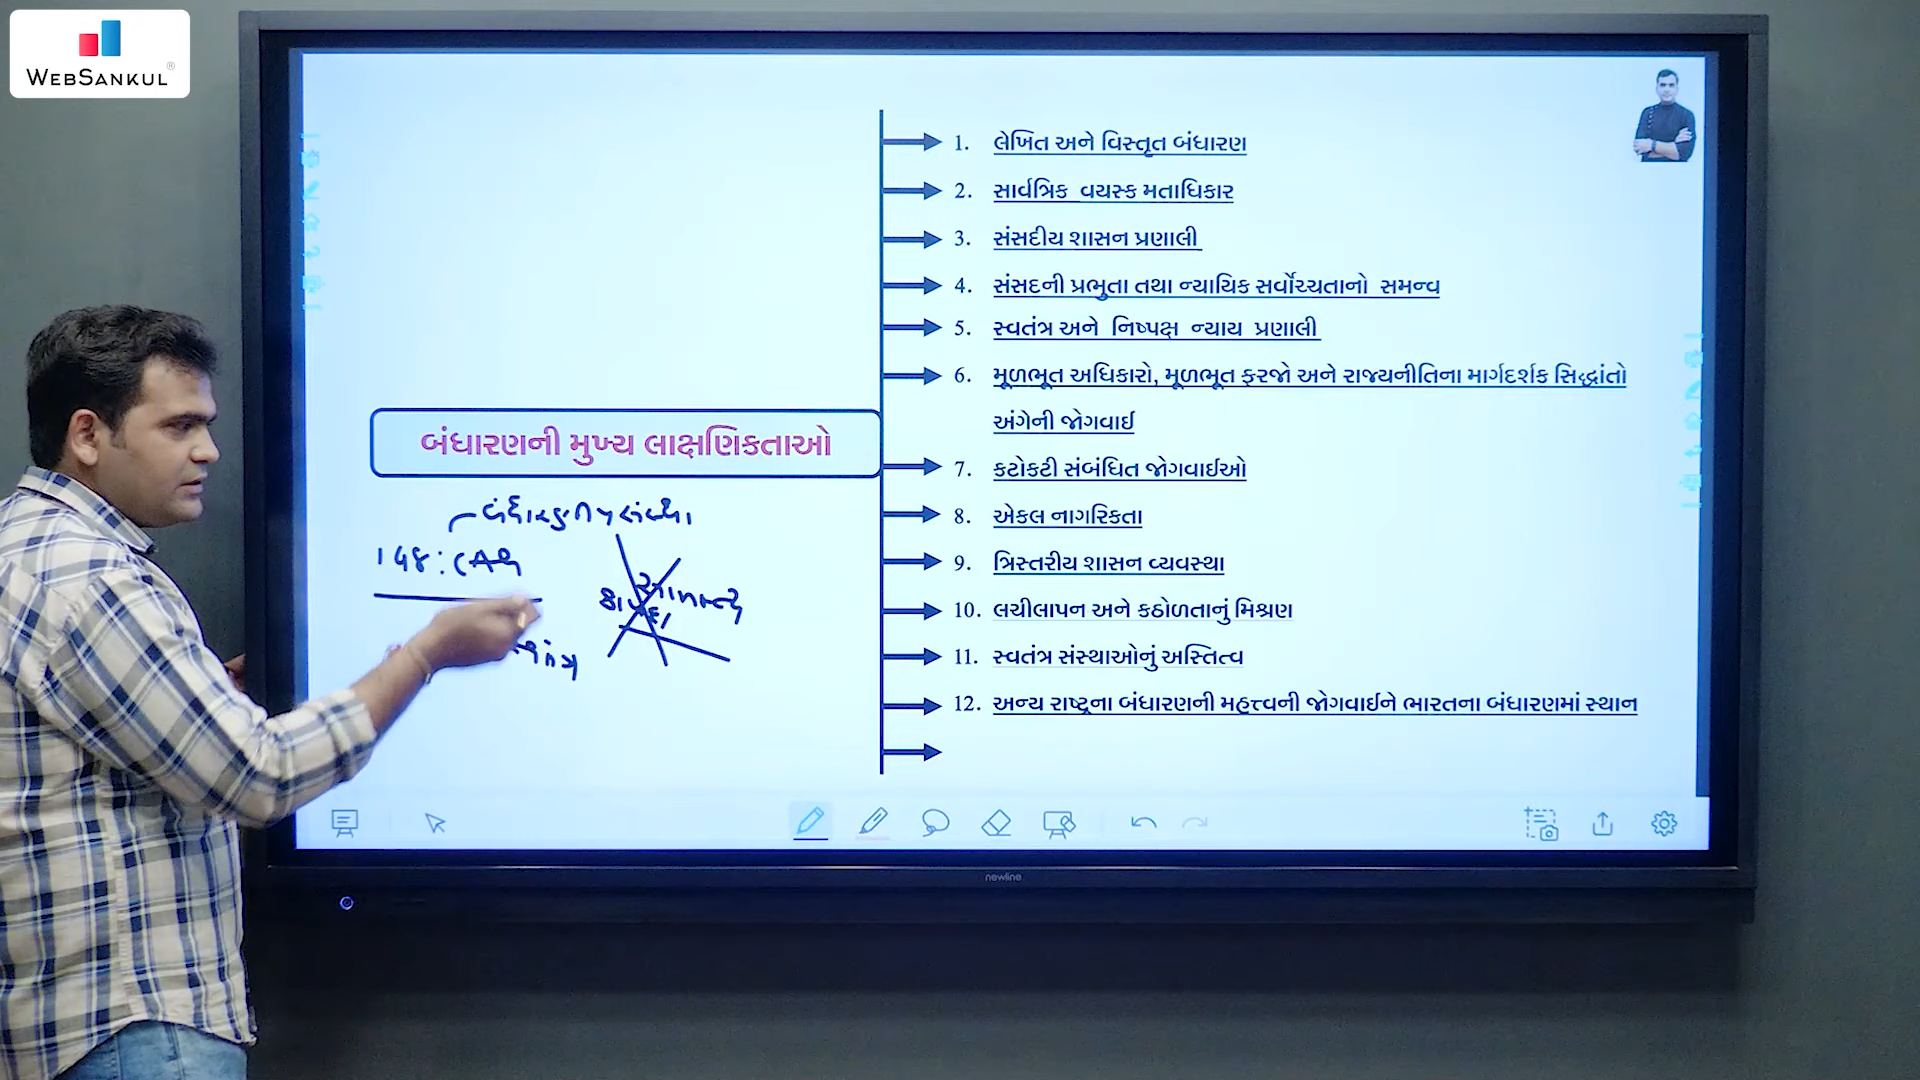 WEBSANKUL®
1. લેખિત અને વિસ્તૃત બંધારણ
2. સાર્વત્રિક વયસ્ક મતાધિકાર
3. સંસદીય શાસન પ્રણાલી
4. સંસદની પ્રભુતા તથા ન્યાયિક સર્વોચ્ચતાનો સમન્વ
5. સ્વતંત્ર અને નિષ્પક્ષ ન્યાય પ્રણાલી
6. મૂળભૂત અધિકારો, મૂળભૂત ફરજો અને રાજ્યનીતિના માર્ગદર્શક સિદ્ધાંતો
અંગેની જોગવાઈ
બંધારણની મુખ્ય લાક્ષણિકતાઓ
7. કટોકટી સંબંધિત જોગવાઈઓ
8. એકલ નાગરિકતા
9. ત્રિસ્તરીય શાસન વ્યવસ્થા
10. લચીલાપન અને કઠોળતાનું મિશ્રણ
11. સ્વતંત્ર સંસ્થાઓનું અસ્તિત્વ
12. અન્ય રાષ્ટ્રના બંધારણની મહત્ત્વની જોગવાઈને ભારતના બંધારણમાં સ્થાન
બંધારણીય સંસ્થા
148: CAG
newline